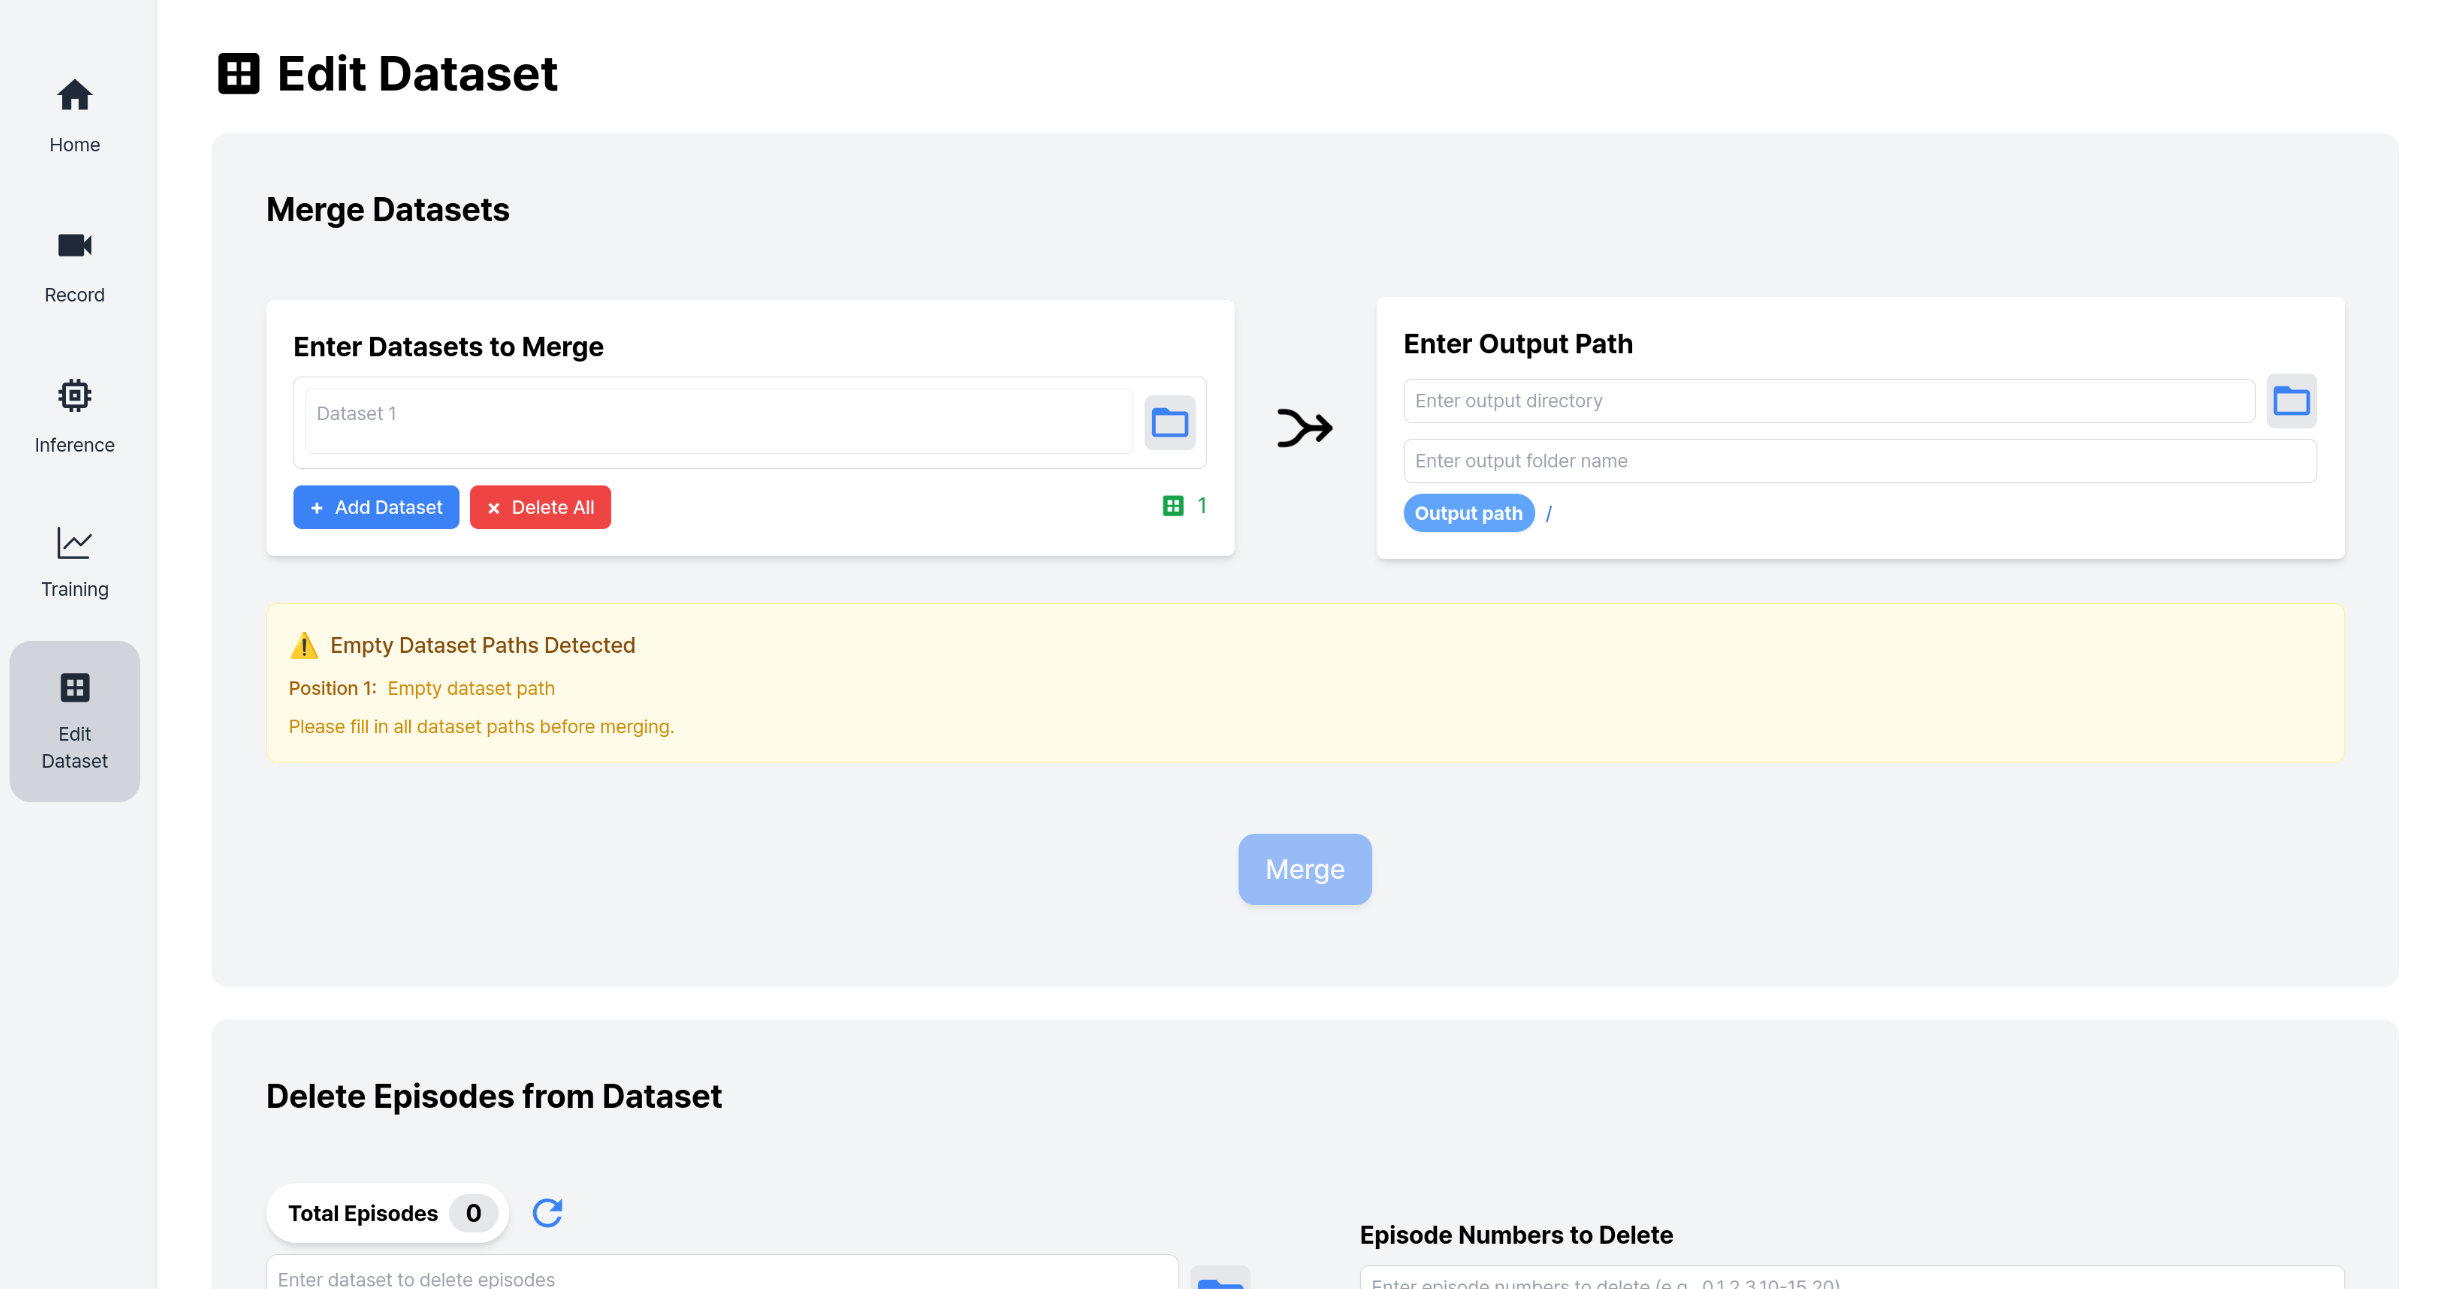 Edit Dataset
Home
Record
Inference
Training
Edit
Dataset
Merge Datasets
Enter Datasets to Merge
Dataset 1
+ Add Dataset
× Delete All
1
Enter Output Path
Enter output directory
Enter output folder name
Output path /
⚠️ Empty Dataset Paths Detected
Position 1: Empty dataset path
Please fill in all dataset paths before merging.
Merge
Delete Episodes from Dataset
Total Episodes 0
Enter dataset to delete episodes
Episode Numbers to Delete
Enter episode numbers to delete (e.g., 0,1,2,3,10-15,20)